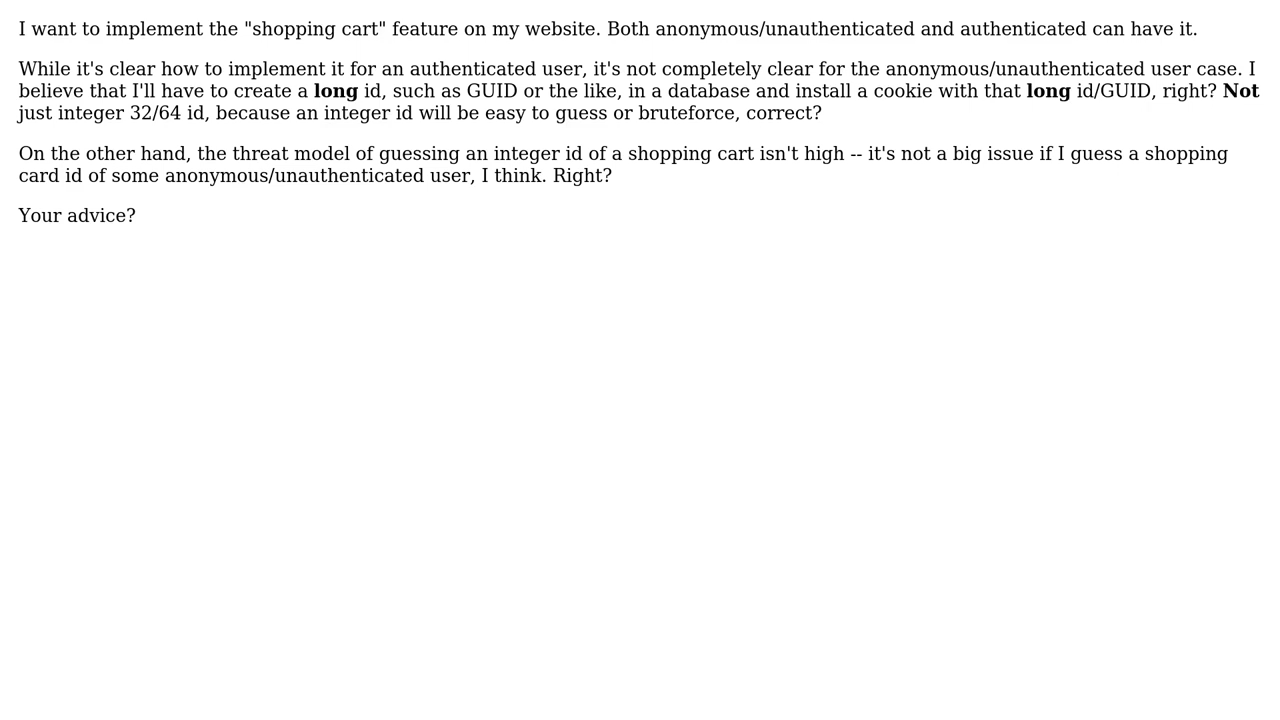 I want to implement the "shopping cart" feature on my website. Both anonymous/unauthenticated and authenticated can have it.
While it's clear how to implement it for an authenticated user, it's not completely clear for the anonymous/unauthenticated user case. I
believe that I'll have to create a long id, such as GUID or the like, in a database and install a cookie with that long id/GUID, right? Not
just integer 32/64 id, because an integer id will be easy to guess or bruteforce, correct?
On the other hand, the threat model of guessing an integer id of a shopping cart isn't high -- it's not a big issue if I guess a shopping
card id of some anonymous/unauthenticated user, I think. Right?
Your advice?